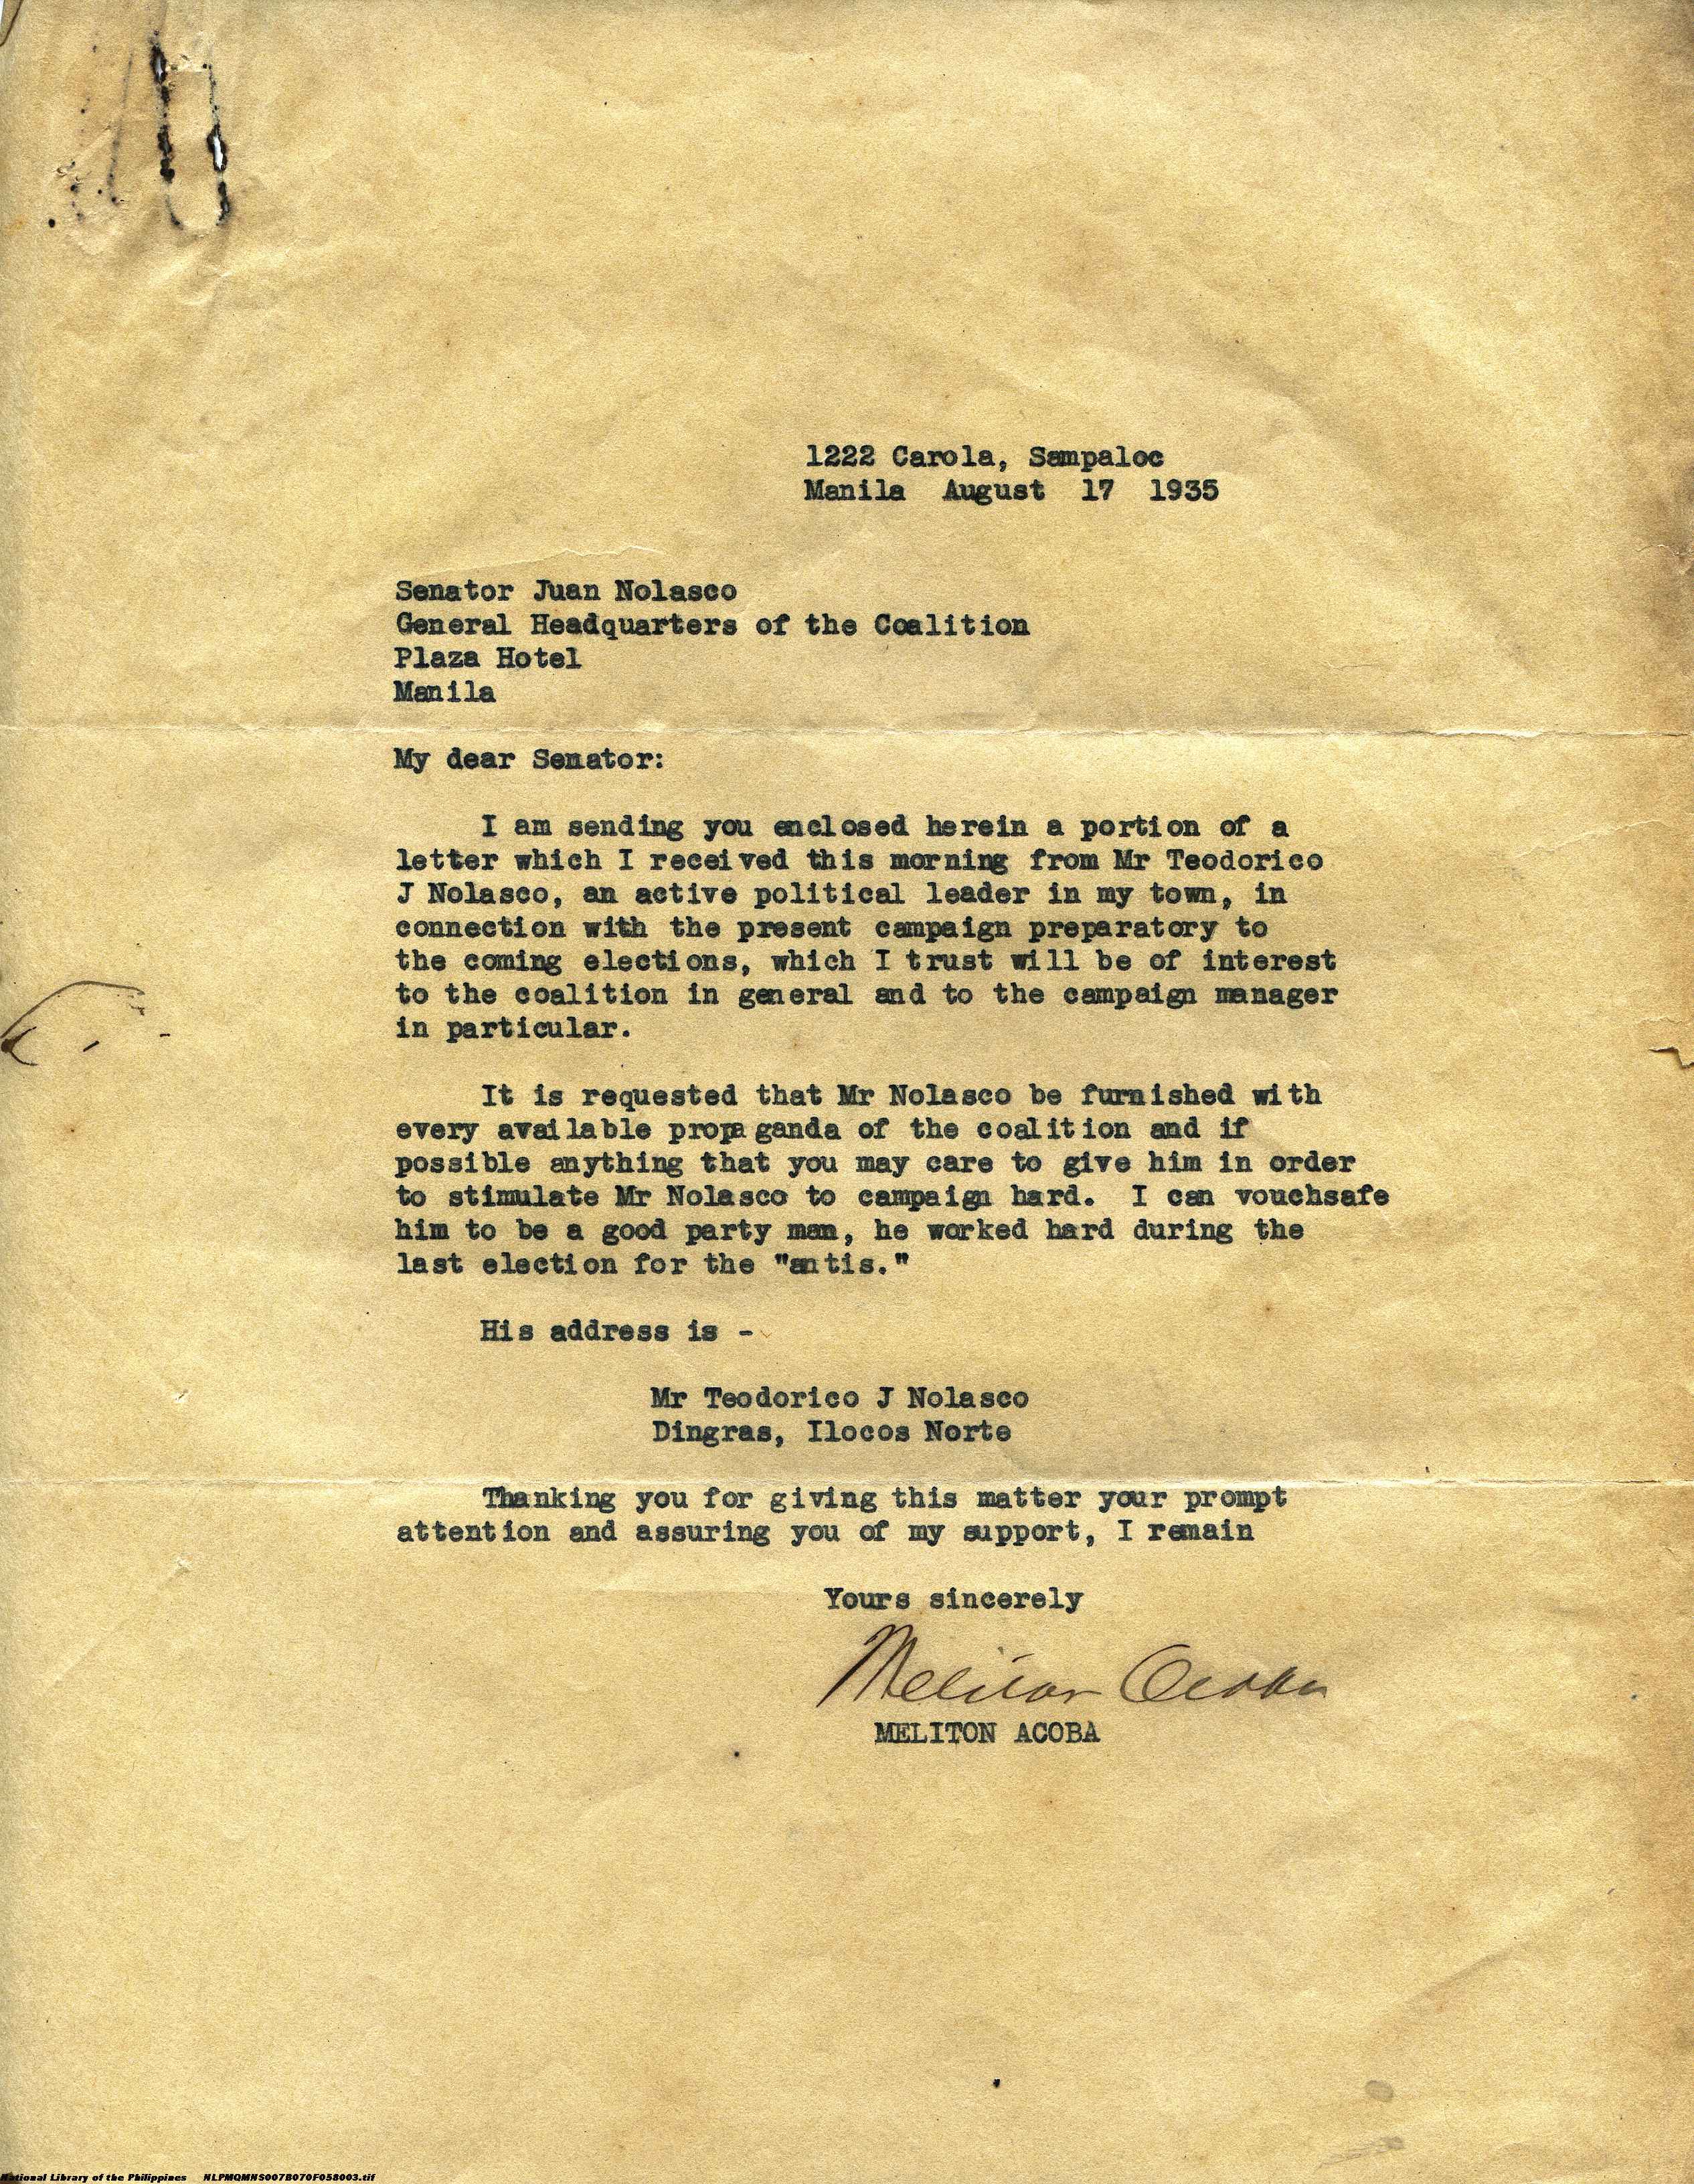 1222 Carola, Sampaloc
Manila August 17 1935
Senator Juan Nolasco
General Headquarters of the Coalition
Plaza Hotel
Manila
My dear Senator:
I am sending you enclosed herein a portion of a
letter which I received this morning from Mr Teodorico
J Nolasco, an active political leader in my town, in
connection with the present campaign preparatory to
the coming elections, which I trust will be of interest
to the coalition in general and to the campaign manager
in particular.
It is requested that Mr Nolasco be furnished with
every available propaganda of the coalition and if
possible anything that you may care to give him in order
to stimulate Mr Nolasco to campaign hard. I can vouchsafe
him to be a good party man, he worked hard during the
last election for the "antis."
His address is -
Mr Teodorico J Nolasco
Dingras, Ilocos Norte
Thanking you for giving this matter your prompt
attention and assuring you of my support, I remain
Yours sincerely
Meliton Acoba
MELITON ACOBA
National Library of the Philippines NLPMQMNS007B070F058003.tif